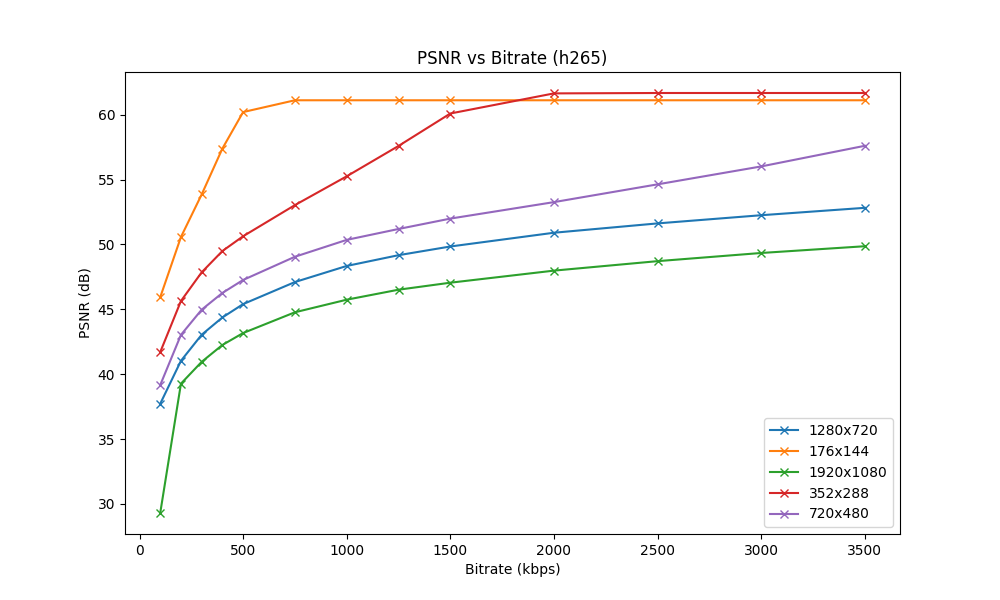 PSNR vs Bitrate (h265)
PSNR (dB)
60
55
50
45
40
35
30
0
500
1000
1500
2000
2500
3000
3500
Bitrate (kbps)
1280x720
176x144
1920x1080
352x288
720x480